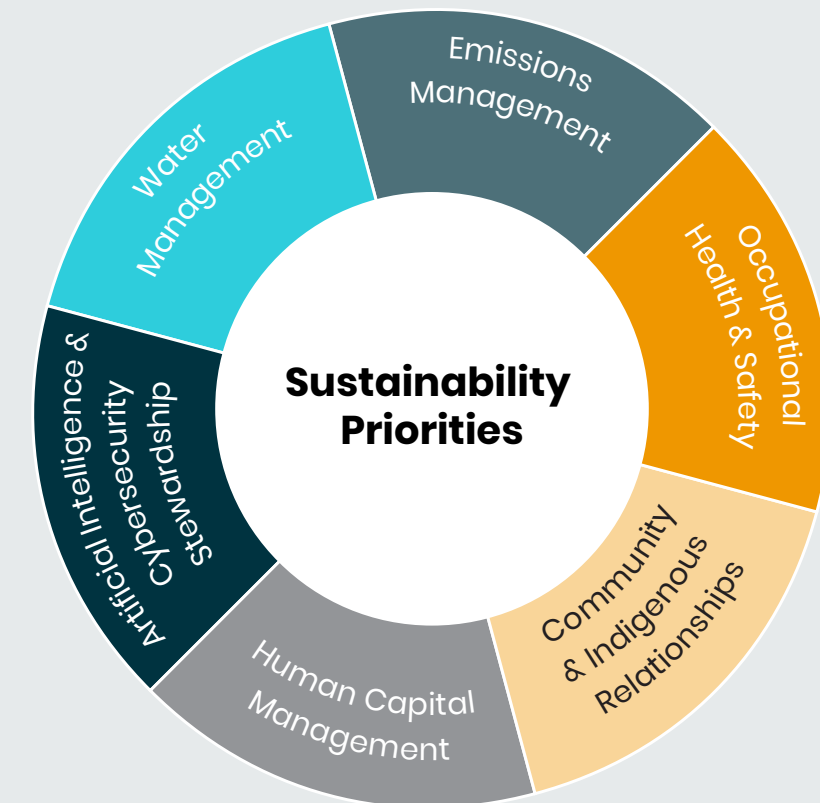 Sustainability
Priorities
Emissions
Management
Occupational
Health & Safety
Community
& Indigenous
Relationships
Human Capital
Management
Artificial Intelligence &
Cybersecurity
Stewardship
Water
Management